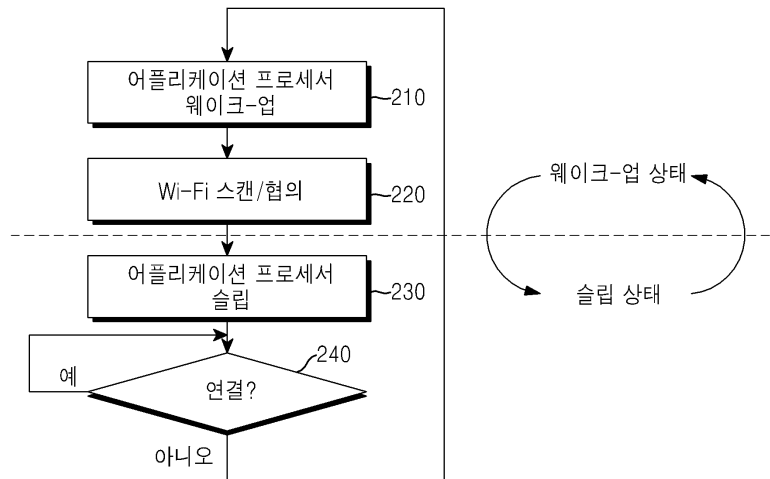 어플리케이션 프로세서
웨이크-업
210
Wi-Fi 스캔/협의
220
웨이크-업 상태
어플리케이션 프로세서
슬립
230
슬립 상태
240
예
연결?
아니오